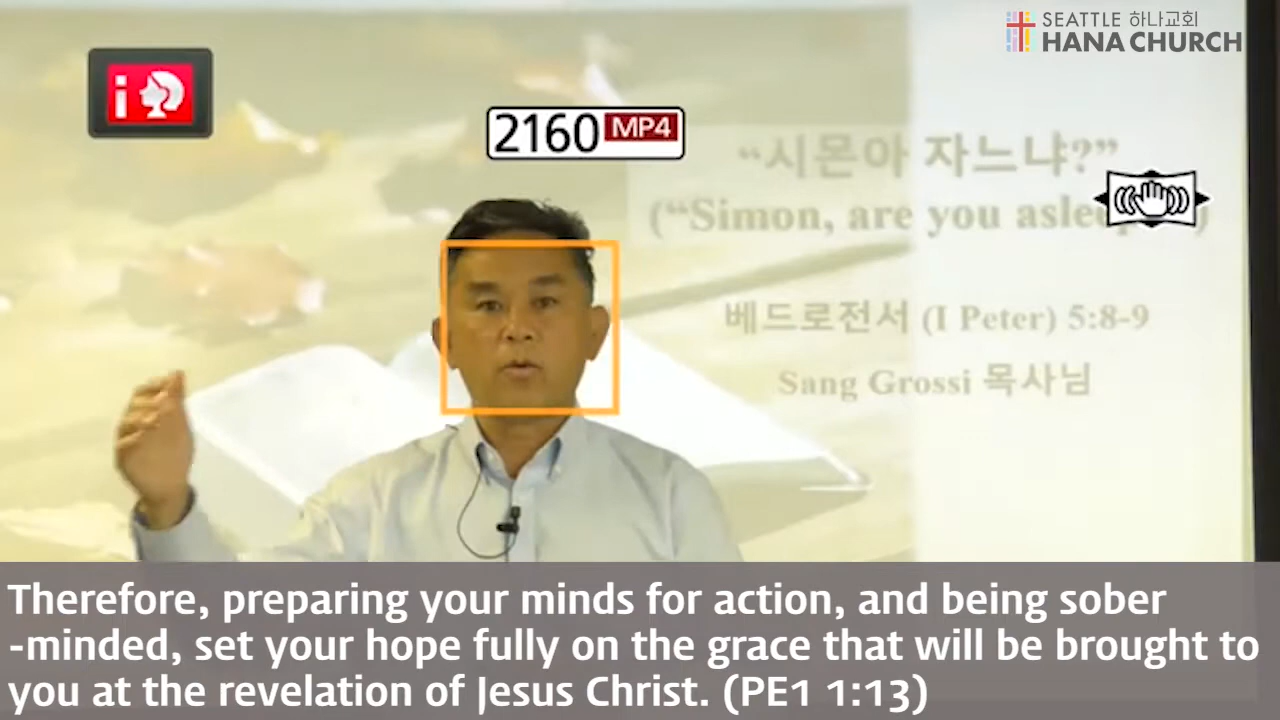 SEATTLE 하나교회
HANA CHURCH
i
2160 MP4
“시몬아 자느냐?”
(“Simon, are you
베드로전서 (I Peter) 5:8-9
Sang Grossi 목사님
Therefore, preparing your minds for action, and being sober
-minded, set your hope fully on the grace that will be brought to
you at the revelation of Jesus Christ. (PE1 1:13)